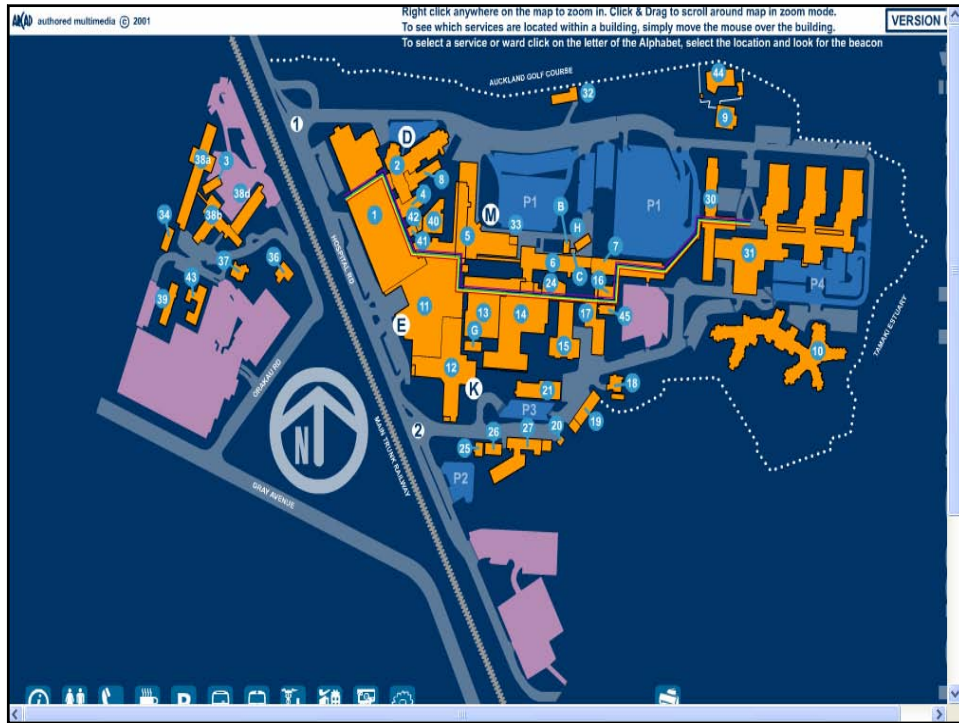 ARCAD authored multimedia © 2001
Right click anywhere on the map to zoom in. Click & Drag to scroll around map in zoom mode.
To see which services are located within a building, simply move the mouse over the building.
To select a service or ward click on the letter of the Alphabet, select the location and look for the beacon
VERSION
AUCKLAND GOLF COURSE
44
32
9
1
D
38a
3
2
8
38d
30
4
P1
P1
B
34
38b
1
42
40
M
33
H
41
5
7
37
36
HOSPITAL RD
6
C
31
43
24
16
P4
39
11
13
14
17
45
E
G
15
TAMAKI ESTUARY
10
12
ORAKAU RD
K
21
18
P3
19
N
2
26
27
20
25
MAIN TRUNK RAILWAY
P2
GRAY AVENUE
i
P